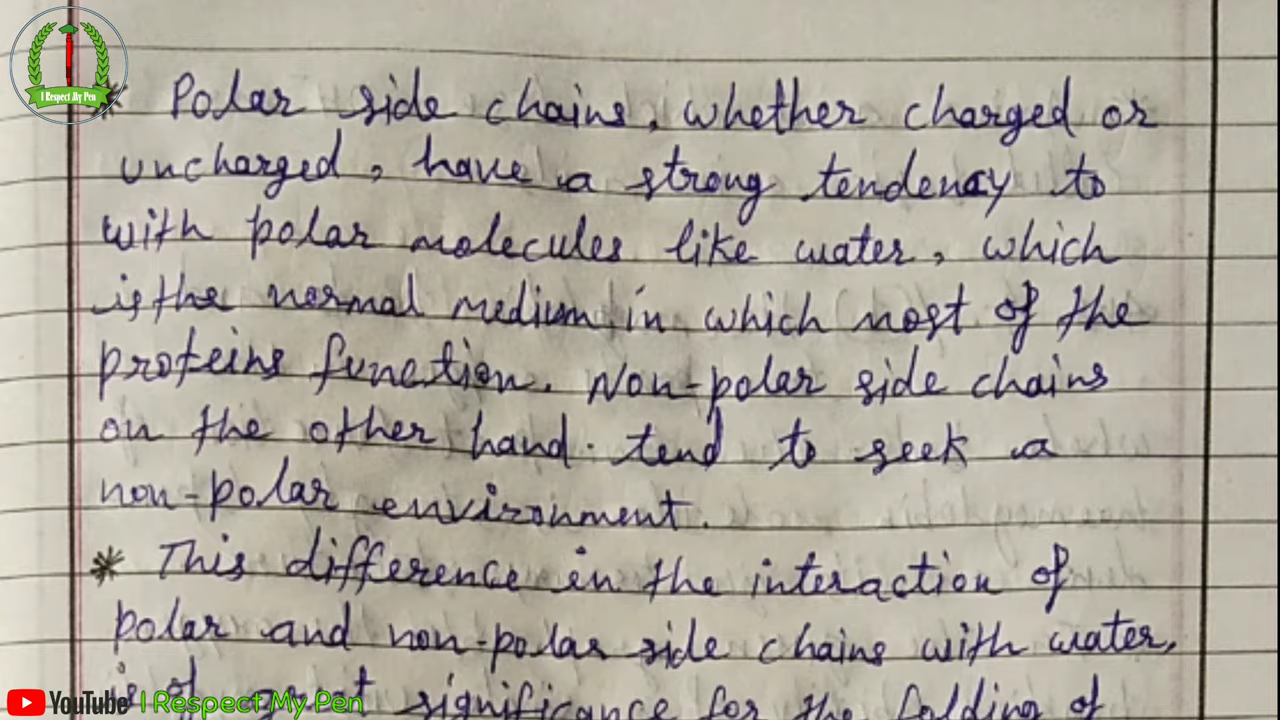 I Respect My Pen
* Polar side chains, whether charged or
uncharged, have a strong tendency to
with polar molecules like water, which
is the normal medium in which most of the
proteins function. Non-polar side chains
on the other hand. tend to seek a
non-polar environment.
* This difference in the interaction of
polar and non-polar side chains with water,
is of great significance for the folding of
YouTube I Respect My Pen